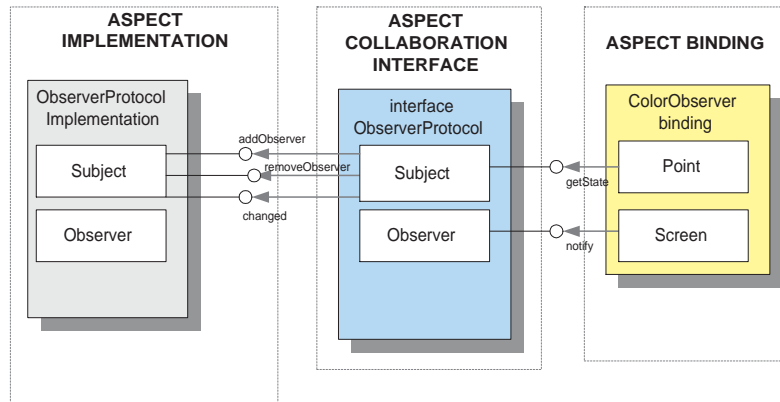 ASPECT
IMPLEMENTATION
ObserverProtocol
Implementation
Subject
Observer
addObserver
removeObserver
changed
ASPECT
COLLABORATION
INTERFACE
interface
ObserverProtocol
Subject
Observer
getState
notify
ASPECT BINDING
ColorObserver
binding
Point
Screen